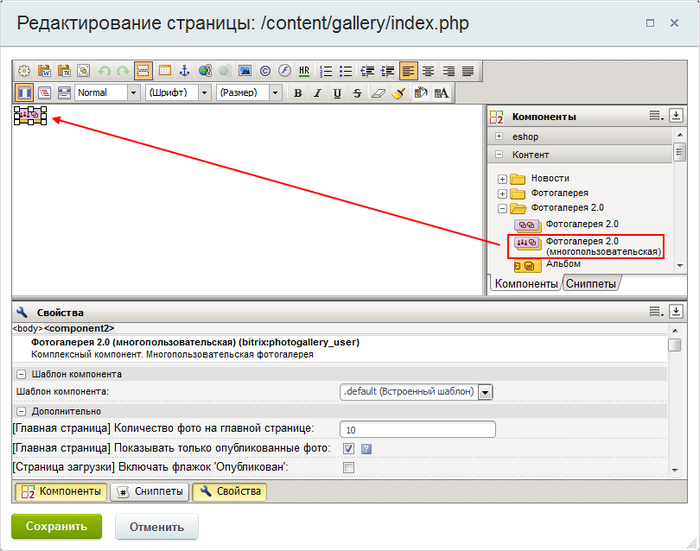 Редактирование страницы: /content/gallery/index.php
HR
Normal (Шрифт) (Размер) B I U S A
Компоненты
eshop
Контент
Новости
Фотогалерея
Фотогалерея 2.0
Фотогалерея 2.0
Фотогалерея 2.0
(многопользовательская)
Альбом
Компоненты Сниппеты
Свойства
<body><component2>
Фотогалерея 2.0 (многопользовательская) (bitrix:photogallery_user)
Комплексный компонент. Многопользовательская фотогалерея
Шаблон компонента
Шаблон компонента: .default (Встроенный шаблон)
Дополнительно
[Главная страница] Количество фото на главной странице: 10
[Главная страница] Показывать только опубликованные фото: ?
[Страница загрузки] Включать флажок 'Опубликован':
Компоненты Сниппеты Свойства
Сохранить Отменить